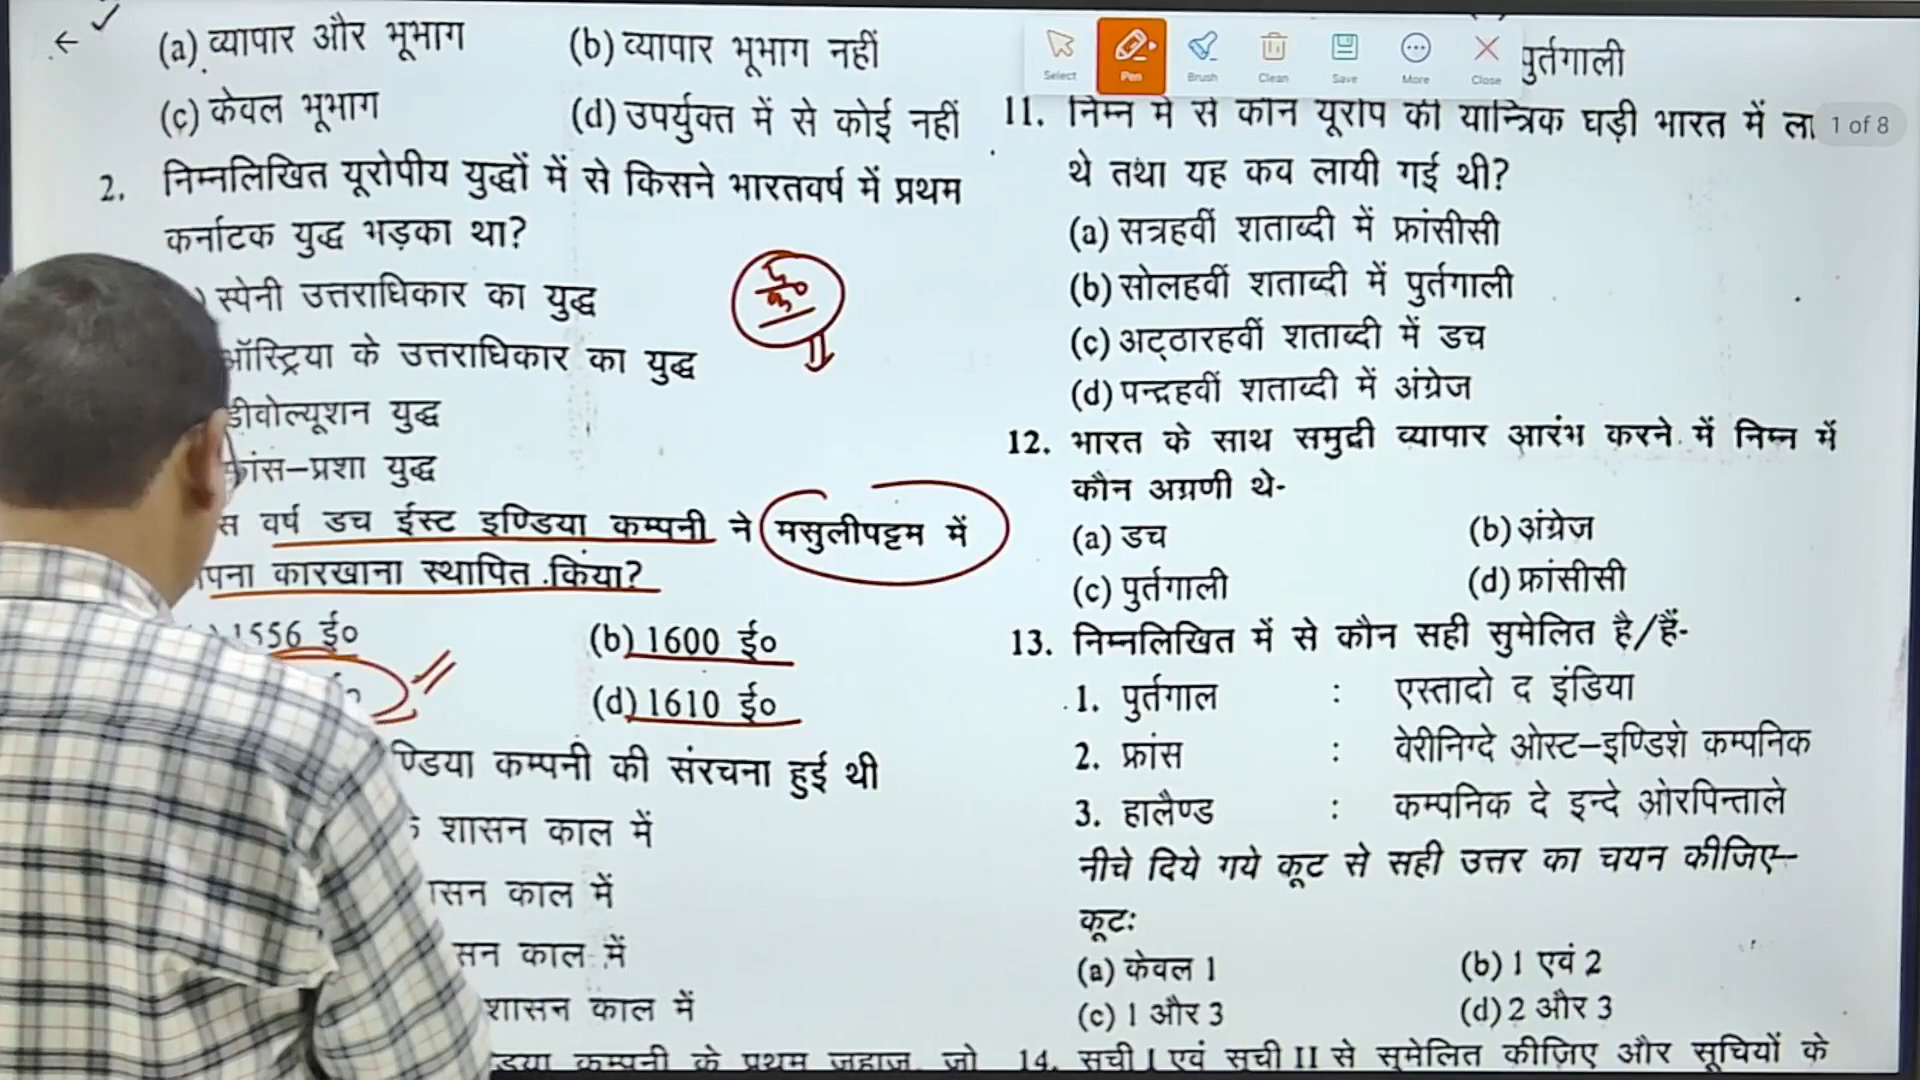 (a) व्यापार और भूभाग (b) व्यापार भूभाग नहीं
(c) केवल भूभाग (d) उपर्युक्त में से कोई नहीं
2. निम्नलिखित यूरोपीय युद्धों में से किसने भारतवर्ष में प्रथम
कर्नाटक युद्ध भड़का था?
स्पेनी उत्तराधिकार का युद्ध
ऑस्ट्रिया के उत्तराधिकार का युद्ध
डीवोल्यूशन युद्ध
फ्रांस–प्रशा युद्ध
वर्ष डच ईस्ट इण्डिया कम्पनी ने मसुलीपट्टम में
कारखाना स्थापित किया?
1556 ई० (b) 1600 ई०
(d) 1610 ई०
कम्पनी की संरचना हुई थी
शासन काल में
काल में
काल में
शासन काल में
कम्पनी के प्रथम जहाज, जो
Select Pen Brush Clean Save More Close
पुर्तगाली
1 of 8
11. निम्न में से कौन यूरोप की यान्त्रिक घड़ी भारत में
थे तथा यह कव लायी गई थी?
(a) सत्रहवीं शताव्दी में फ्रांसीसी
(b) सोलहवीं शताव्दी में पुर्तगाली
(c) अट्ठारहवीं शताव्दी में डच
(d) पन्द्रहवीं शताव्दी में अंग्रेज
12. भारत के साथ समुद्री व्यापार आरंभ करने में निम्न में
कौन अग्रणी थे-
(a) डच (b) अंग्रेज
(c) पुर्तगाली (d) फ्रांसीसी
13. निम्नलिखित में से कौन सही सुमेलित है/हैं-
1. पुर्तगाल : एस्तादो द इंडिया
2. फ्रांस : वेरीनिग्दे ओस्ट–इण्डिशे कम्पनिक
3. हालैण्ड : कम्पनिक दे इन्दे ओरपिन्ताले
नीचे दिये गये कूट से सही उत्तर का चयन कीजिए–
कूटः
(a) केवल 1 (b) 1 एवं 2
(c) 1 और 3 (d) 2 और 3
14. सूची I एवं सूची II से सुमेलित कीजिए और सूचियों के